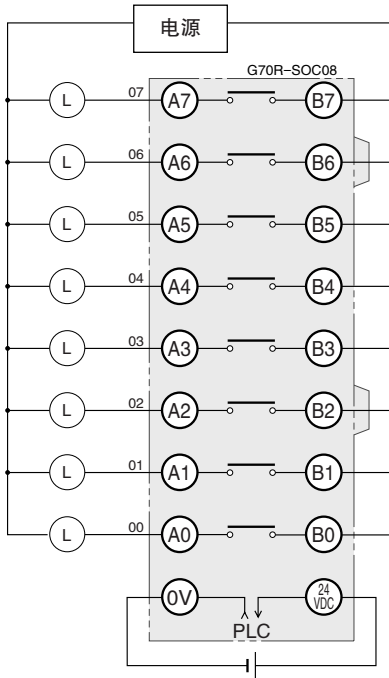 电源
G70R-SOC08
L 07 A7 B7
L 06 A6 B6
L 05 A5 B5
L 04 A4 B4
L 03 A3 B3
L 02 A2 B2
L 01 A1 B1
L 00 A0 B0
0V 24
VDC
PLC